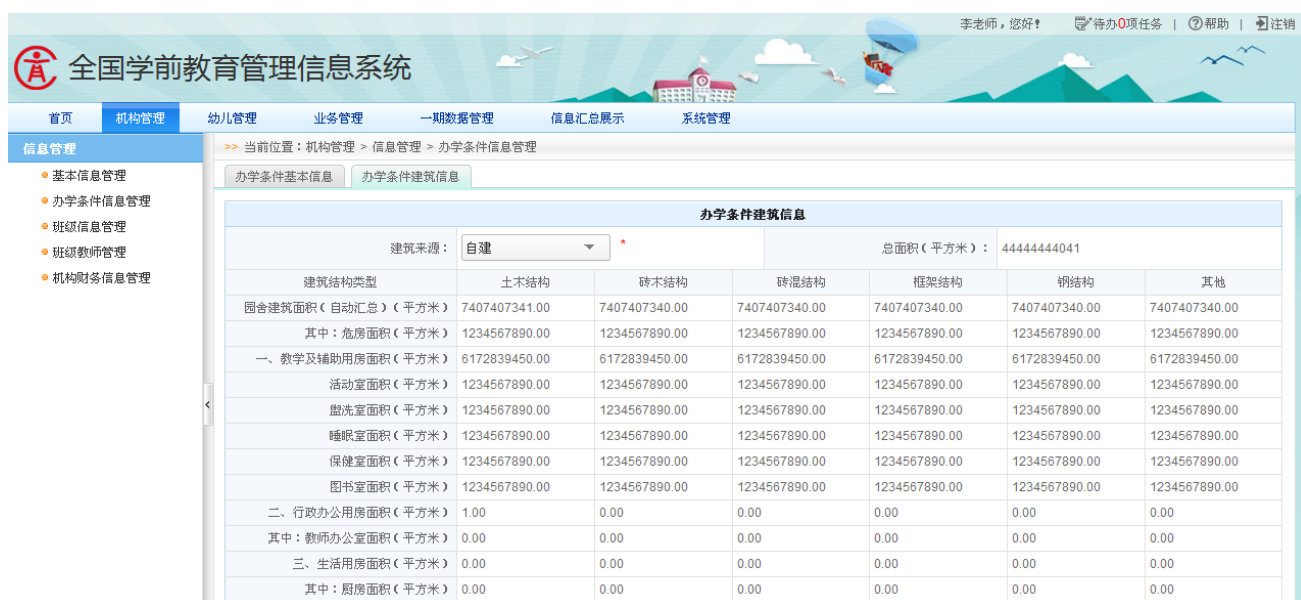 李老师，您好！ 待办0项任务 | 帮助 | 注销
全国学前教育管理信息系统
首页 机构管理 幼儿管理 业务管理 一期数据管理 信息汇总展示 系统管理
信息管理
基本信息管理
办学条件信息管理
班级信息管理
班级教师管理
机构财务信息管理
>> 当前位置：机构管理 > 信息管理 > 办学条件信息管理
办学条件基本信息 办学条件建筑信息
办学条件建筑信息
建筑来源： 自建 * 总面积（平方米）： 44444444041
建筑结构类型 土木结构 砖木结构 砖混结构 框架结构 钢结构 其他
园舍建筑面积（自动汇总）（平方米） 7407407341.00 7407407340.00 7407407340.00 7407407340.00 7407407340.00 7407407340.00
其中：危房面积（平方米） 1234567890.00 1234567890.00 1234567890.00 1234567890.00 1234567890.00 1234567890.00
一、教学及辅助用房面积（平方米） 6172839450.00 6172839450.00 6172839450.00 6172839450.00 6172839450.00 6172839450.00
活动室面积（平方米） 1234567890.00 1234567890.00 1234567890.00 1234567890.00 1234567890.00 1234567890.00
盥洗室面积（平方米） 1234567890.00 1234567890.00 1234567890.00 1234567890.00 1234567890.00 1234567890.00
睡眠室面积（平方米） 1234567890.00 1234567890.00 1234567890.00 1234567890.00 1234567890.00 1234567890.00
保健室面积（平方米） 1234567890.00 1234567890.00 1234567890.00 1234567890.00 1234567890.00 1234567890.00
图书室面积（平方米） 1234567890.00 1234567890.00 1234567890.00 1234567890.00 1234567890.00 1234567890.00
二、行政办公用房面积（平方米） 1.00 0.00 0.00 0.00 0.00 0.00
其中：教师办公室面积（平方米） 0.00 0.00 0.00 0.00 0.00 0.00
三、生活用房面积（平方米） 0.00 0.00 0.00 0.00 0.00 0.00
其中：厨房面积（平方米） 0.00 0.00 0.00 0.00 0.00 0.00